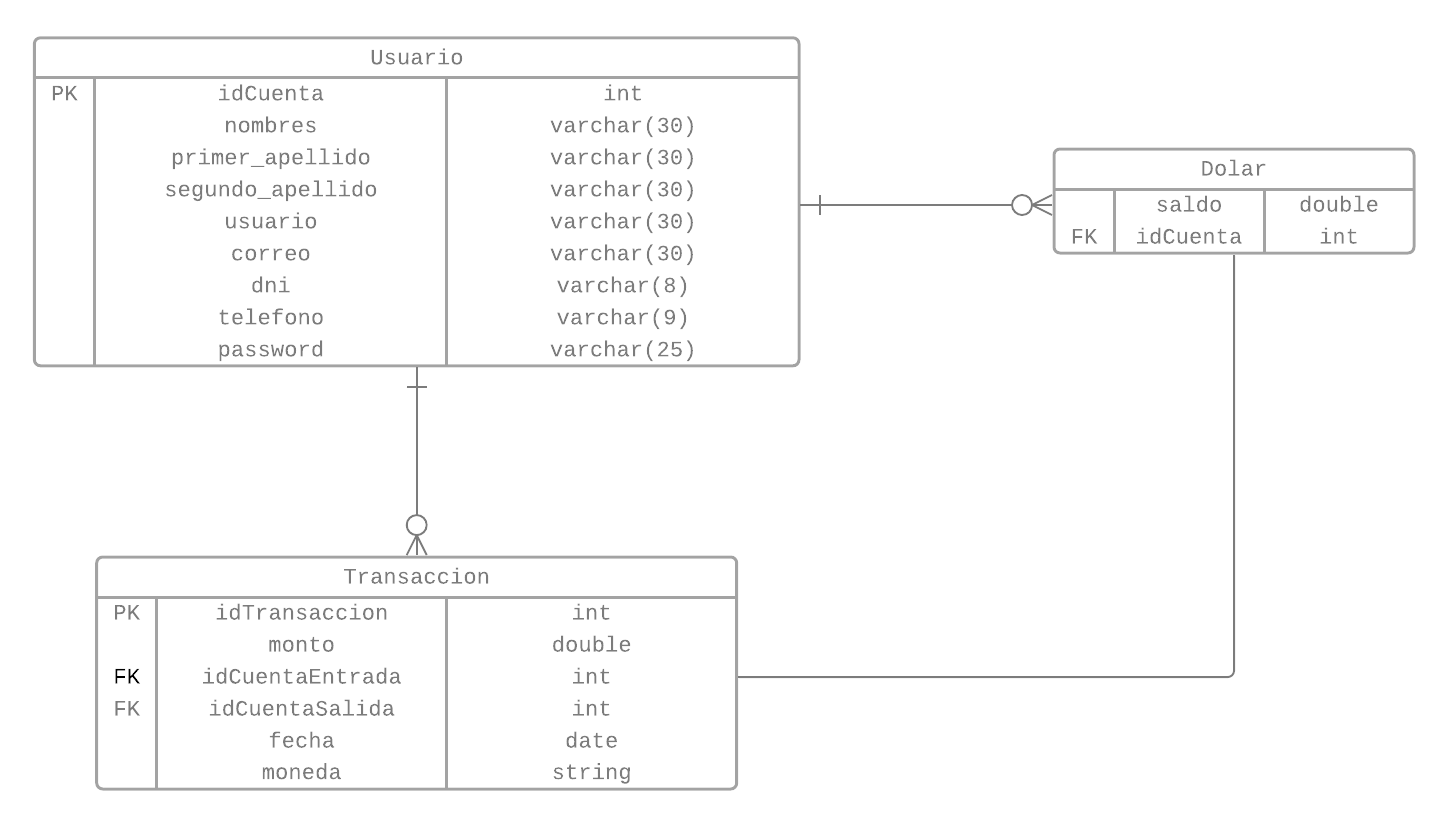 Usuario
PK idCuenta int
nombres varchar(30)
primer_apellido varchar(30)
segundo_apellido varchar(30)
usuario varchar(30)
correo varchar(30)
dni varchar(8)
telefono varchar(9)
password varchar(25)
Dolar
saldo double
FK idCuenta int
Transaccion
PK idTransaccion int
monto double
FK idCuentaEntrada int
FK idCuentaSalida int
fecha date
moneda string